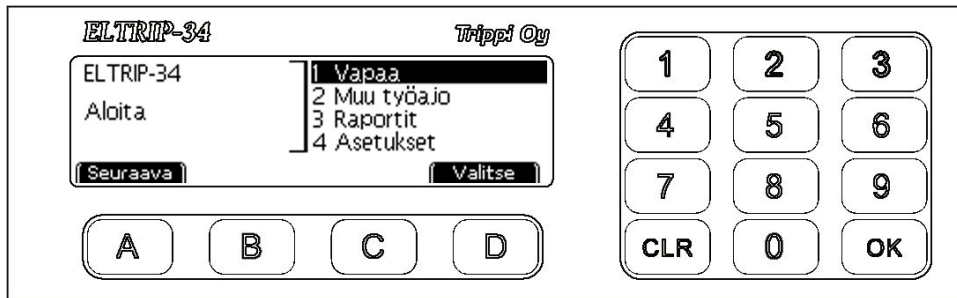 ELTRIP-34
Trippi Oy
ELTRIP-34
Aloita
1 Vapaa
2 Muu työajo
3 Raportit
4 Asetukset
Seuraava
Valitse
A B C D
1 2 3
4 5 6
7 8 9
CLR 0 OK